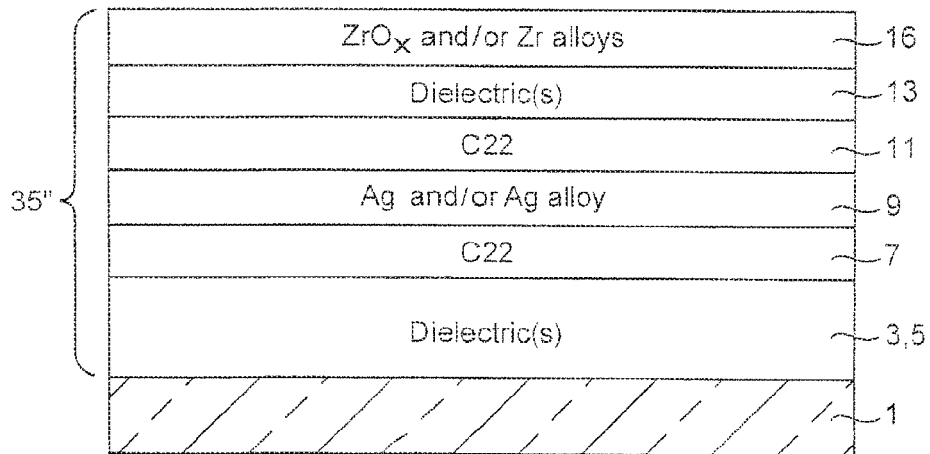 ZrOx and/or Zr alloys 16
Dielectric(s) 13
C22 11
35" Ag and/or Ag alloy 9
C22 7
Dielectric(s) 3,5
1